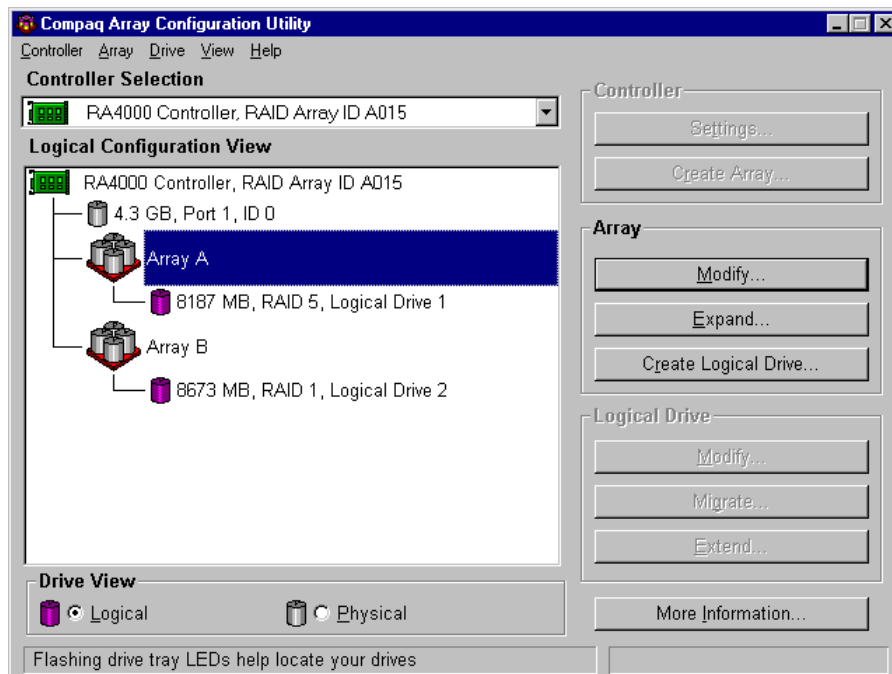 Compaq Array Configuration Utility
Controller Array Drive View Help
Controller Selection
RA4000 Controller, RAID Array ID A015
Logical Configuration View
RA4000 Controller, RAID Array ID A015
4.3 GB, Port 1, ID 0
Array A
8187 MB, RAID 5, Logical Drive 1
Array B
8673 MB, RAID 1, Logical Drive 2
Drive View
Logical
Physical
Flashing drive tray LEDs help locate your drives
Controller
Settings...
Create Array...
Array
Modify...
Expand...
Create Logical Drive...
Logical Drive
Modify...
Migrate...
Extend...
More Information...